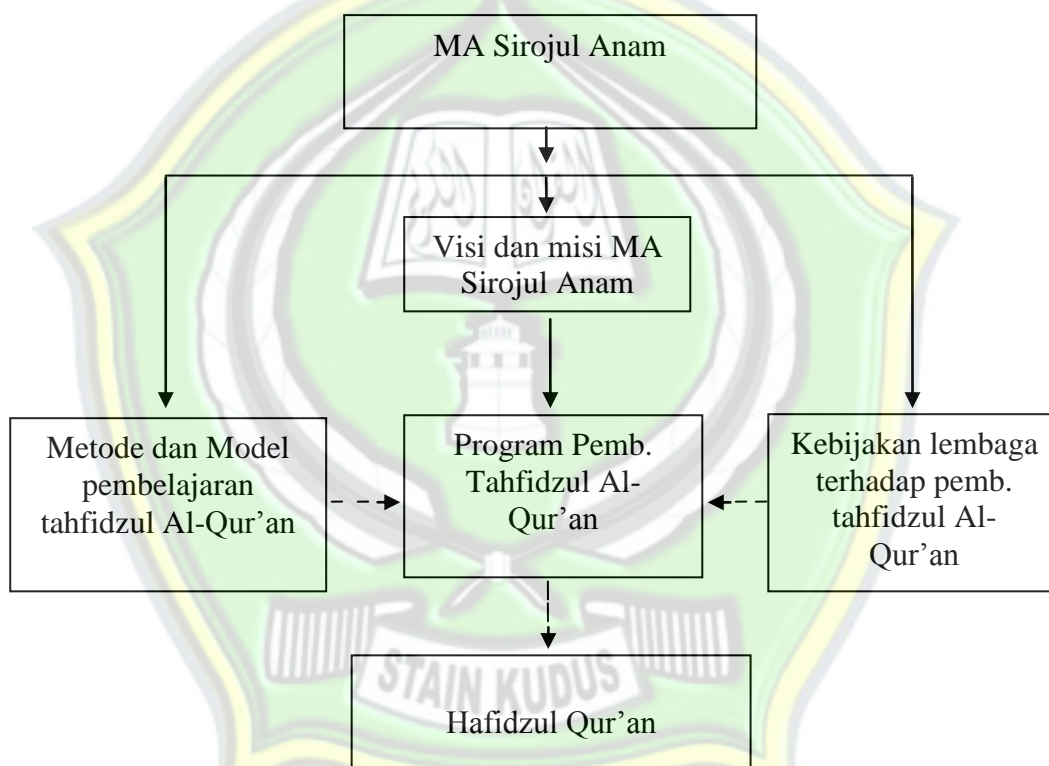 MA Sirojul Anam
Visi dan misi MA
Sirojul Anam
Metode dan Model
pembelajaran
tahfidzul Al-Qur’an
Program Pemb.
Tahfidzul Al-
Qur’an
Kebijakan lembaga
terhadap pemb.
tahfidzul Al-
Qur’an
STAIN KUDUS
Hafidzul Qur’an